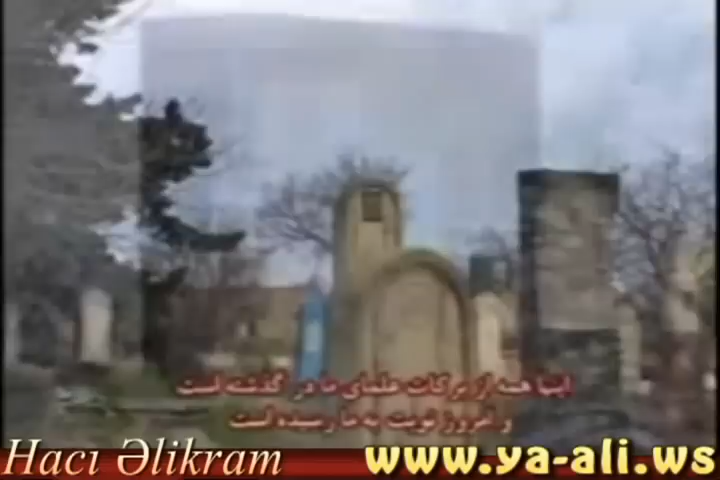 اینها همه از برکات علمای ما در گذشته است
و امروز نوبت به ما رسیده است
Hacı Əlikram
www.ya-ali.ws